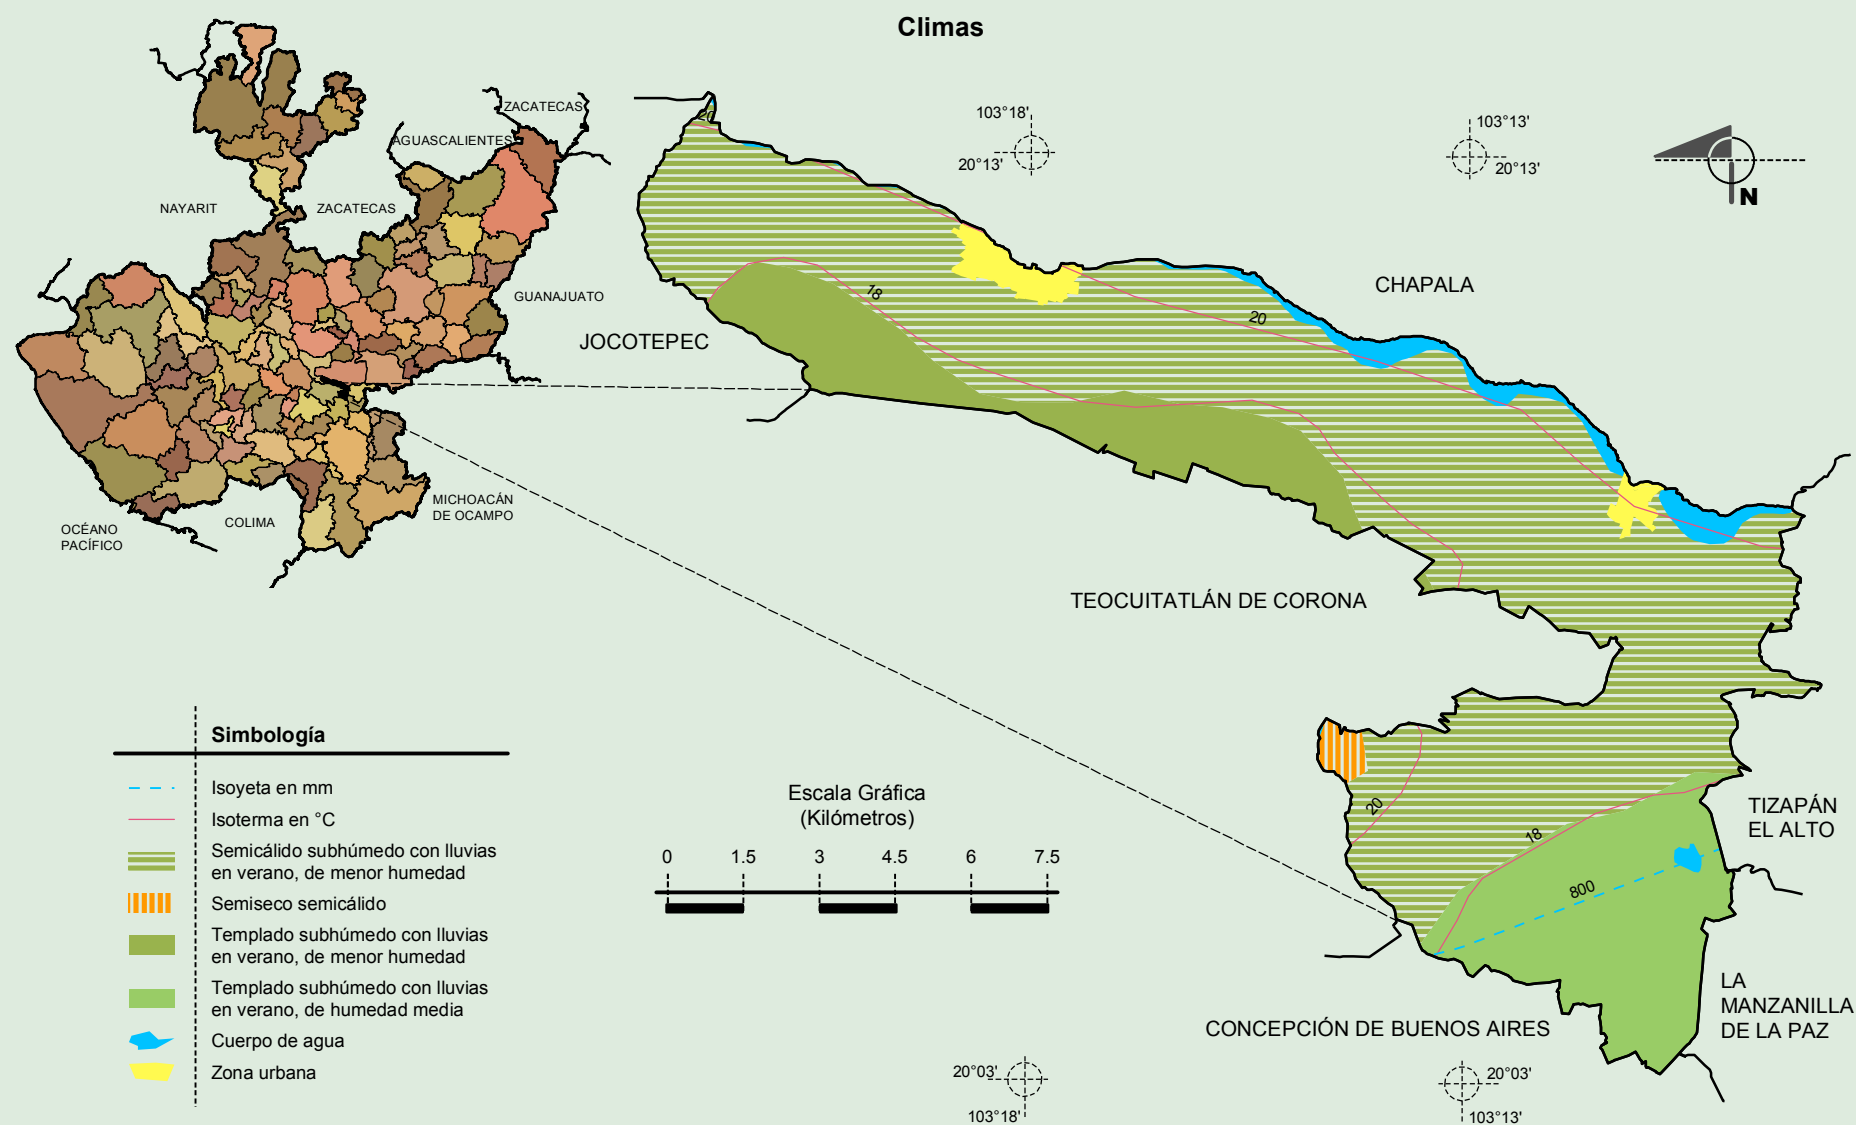 Climas
ZACATECAS
AGUASCALIENTES
NAYARIT
ZACATECAS
GUANAJUATO
MICHOACÁN
DE OCAMPO
COLIMA
OCÉANO
PACÍFICO
103°18'
20°13'
103°13'
20°13'
N
20
18
20
CHAPALA
JOCOTEPEC
TEOCUITATLÁN DE CORONA
20
18
800
TIZAPÁN
EL ALTO
LA
MANZANILLA
DE LA PAZ
CONCEPCIÓN DE BUENOS AIRES
Simbología
Isoyeta en mm
Isoterma en °C
Semicálido subhúmedo con lluvias
en verano, de menor humedad
Semiseco semicálido
Templado subhúmedo con lluvias
en verano, de menor humedad
Templado subhúmedo con lluvias
en verano, de humedad media
Cuerpo de agua
Zona urbana
Escala Gráfica
(Kilómetros)
0 1.5 3 4.5 6 7.5
20°03'
103°18'
20°03'
103°13'